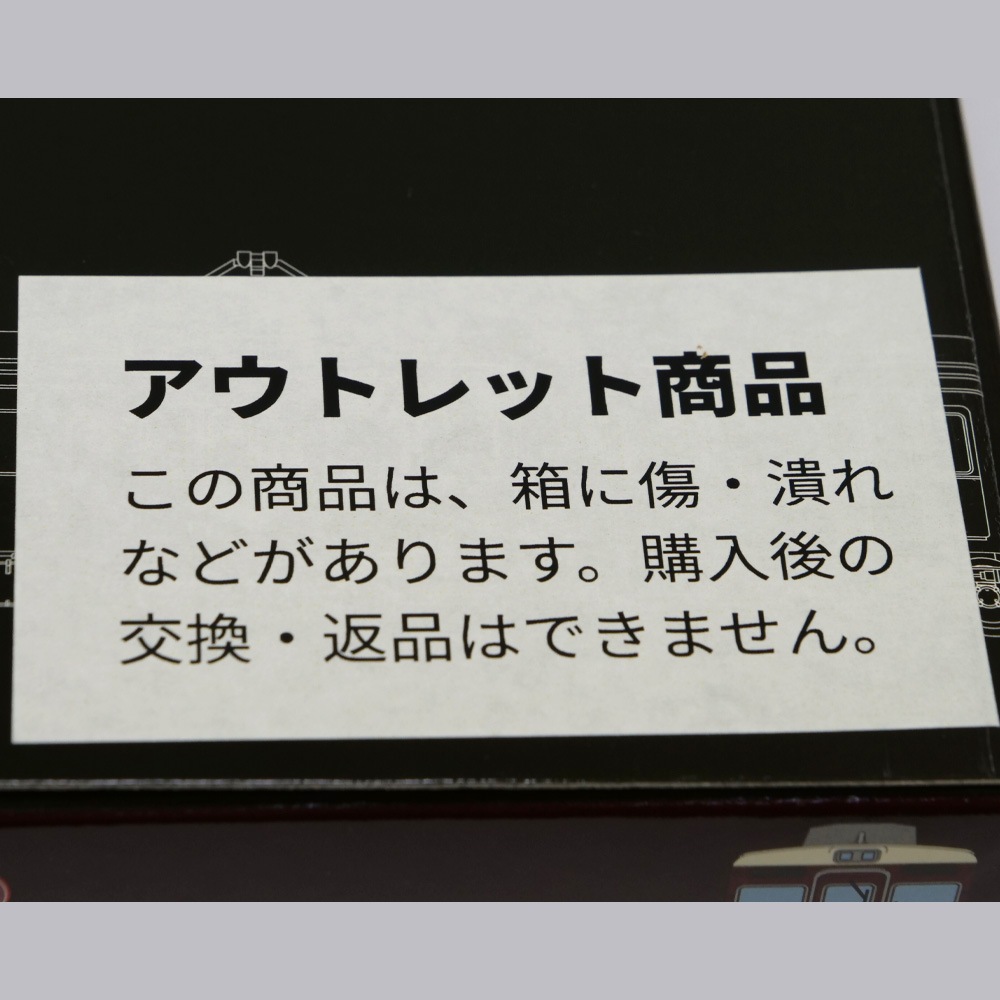 アウトレット商品
この商品は、箱に傷・潰れ
などがあります。購入後の
交換・返品はできません。